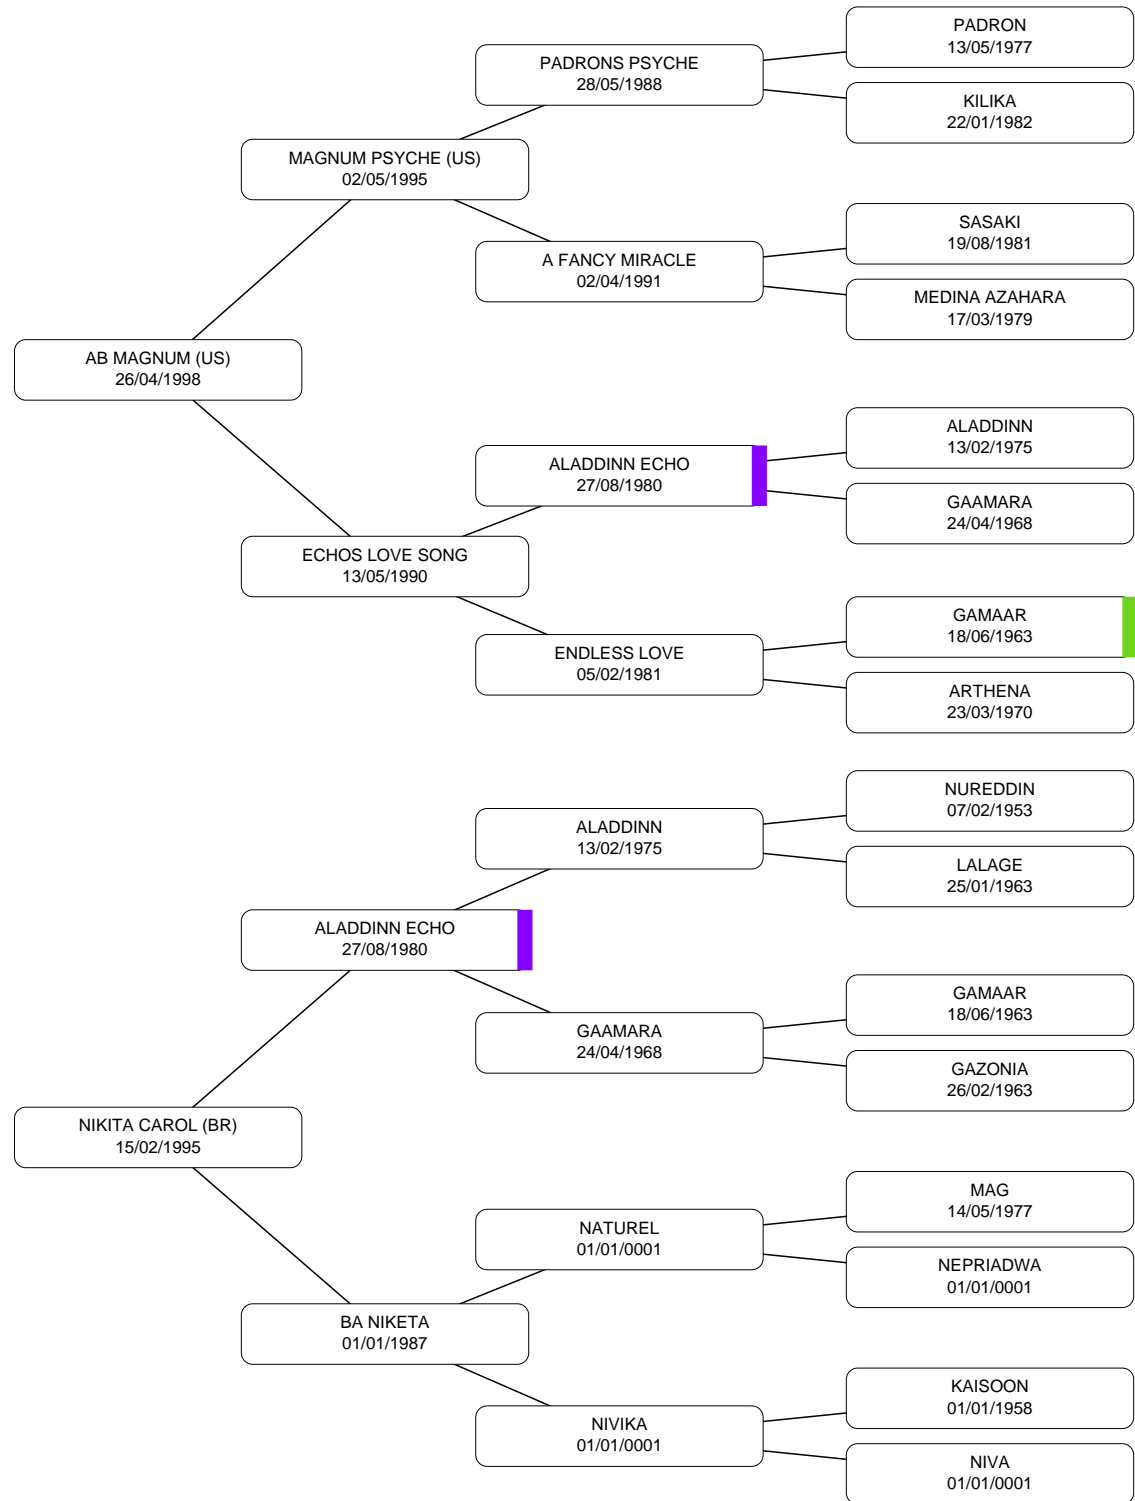 PADRON
13/05/1977
PADRONS PSYCHE
28/05/1988
KILIKA
22/01/1982
MAGNUM PSYCHE (US)
02/05/1995
SASAKI
19/08/1981
A FANCY MIRACLE
02/04/1991
MEDINA AZAHARA
17/03/1979
AB MAGNUM (US)
26/04/1998
ALADDINN
13/02/1975
ALADDINN ECHO
27/08/1980
GAAMARA
24/04/1968
ECHOS LOVE SONG
13/05/1990
GAMAAR
18/06/1963
ENDLESS LOVE
05/02/1981
ARTHENA
23/03/1970
NUREDDIN
07/02/1953
ALADDINN
13/02/1975
LALAGE
25/01/1963
ALADDINN ECHO
27/08/1980
GAMAAR
18/06/1963
GAAMARA
24/04/1968
GAZONIA
26/02/1963
NIKITA CAROL (BR)
15/02/1995
MAG
14/05/1977
NATUREL
01/01/0001
NEPRIADWA
01/01/0001
BA NIKETA
01/01/1987
KAISOON
01/01/1958
NIVIKA
01/01/0001
NIVA
01/01/0001